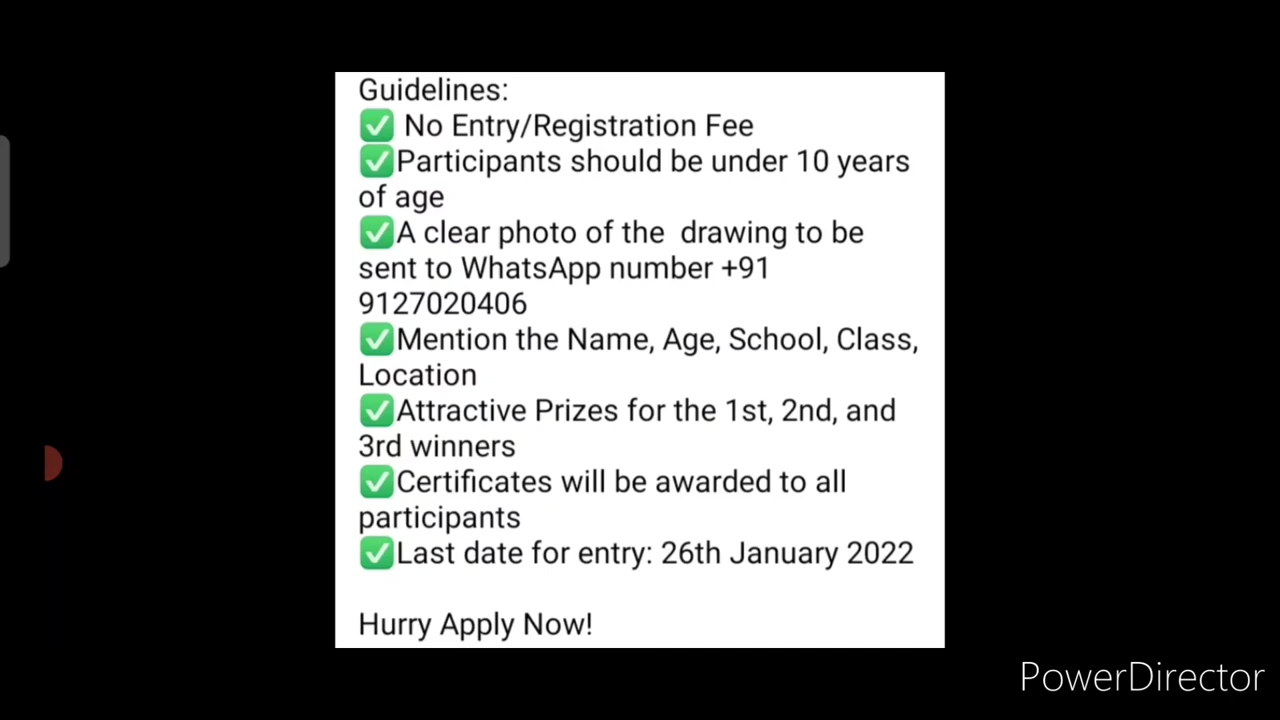 Guidelines:
✅ No Entry/Registration Fee
✅Participants should be under 10 years
of age
✅A clear photo of the  drawing to be
sent to WhatsApp number +91
9127020406
✅Mention the Name, Age, School, Class,
Location
✅Attractive Prizes for the 1st, 2nd, and
3rd winners
✅Certificates will be awarded to all
participants
✅Last date for entry: 26th January 2022
Hurry Apply Now!
PowerDirector